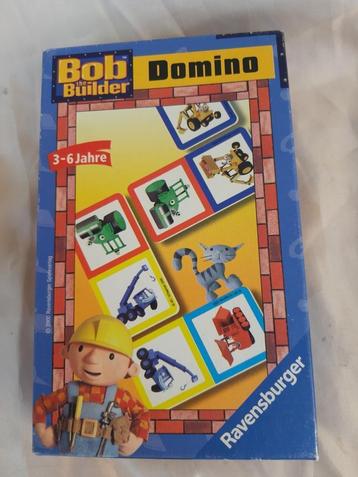 Bob
the
Builder
Domino
3-6 Jahre
Ravensburger